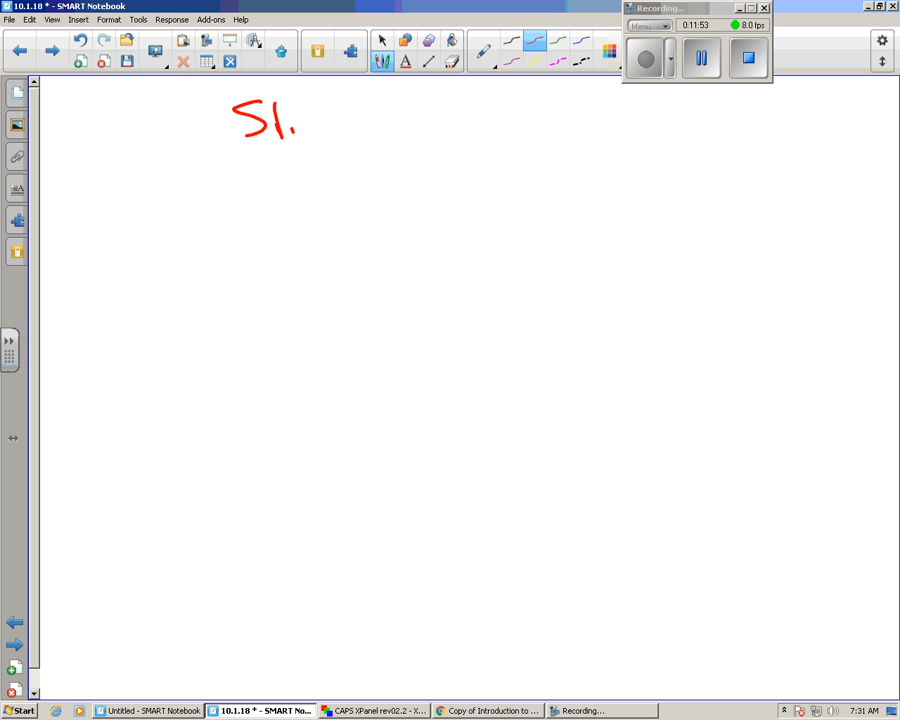 10.1.18 * - SMART Notebook
Recording...
File Edit View Insert Format Tools Response Add-ons Help
Menu 0:11:53 8.0 fps
51.
Start
Untitled - SMART Notebook
10.1.18 * - SMART No...
CAPS XPanel rev02.2 - X...
Copy of Introduction to ...
Recording...
7:31 AM